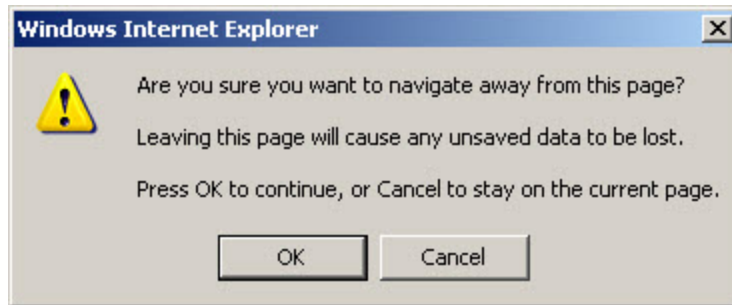 Windows Internet Explorer
Are you sure you want to navigate away from this page?
Leaving this page will cause any unsaved data to be lost.
Press OK to continue, or Cancel to stay on the current page.
OK Cancel